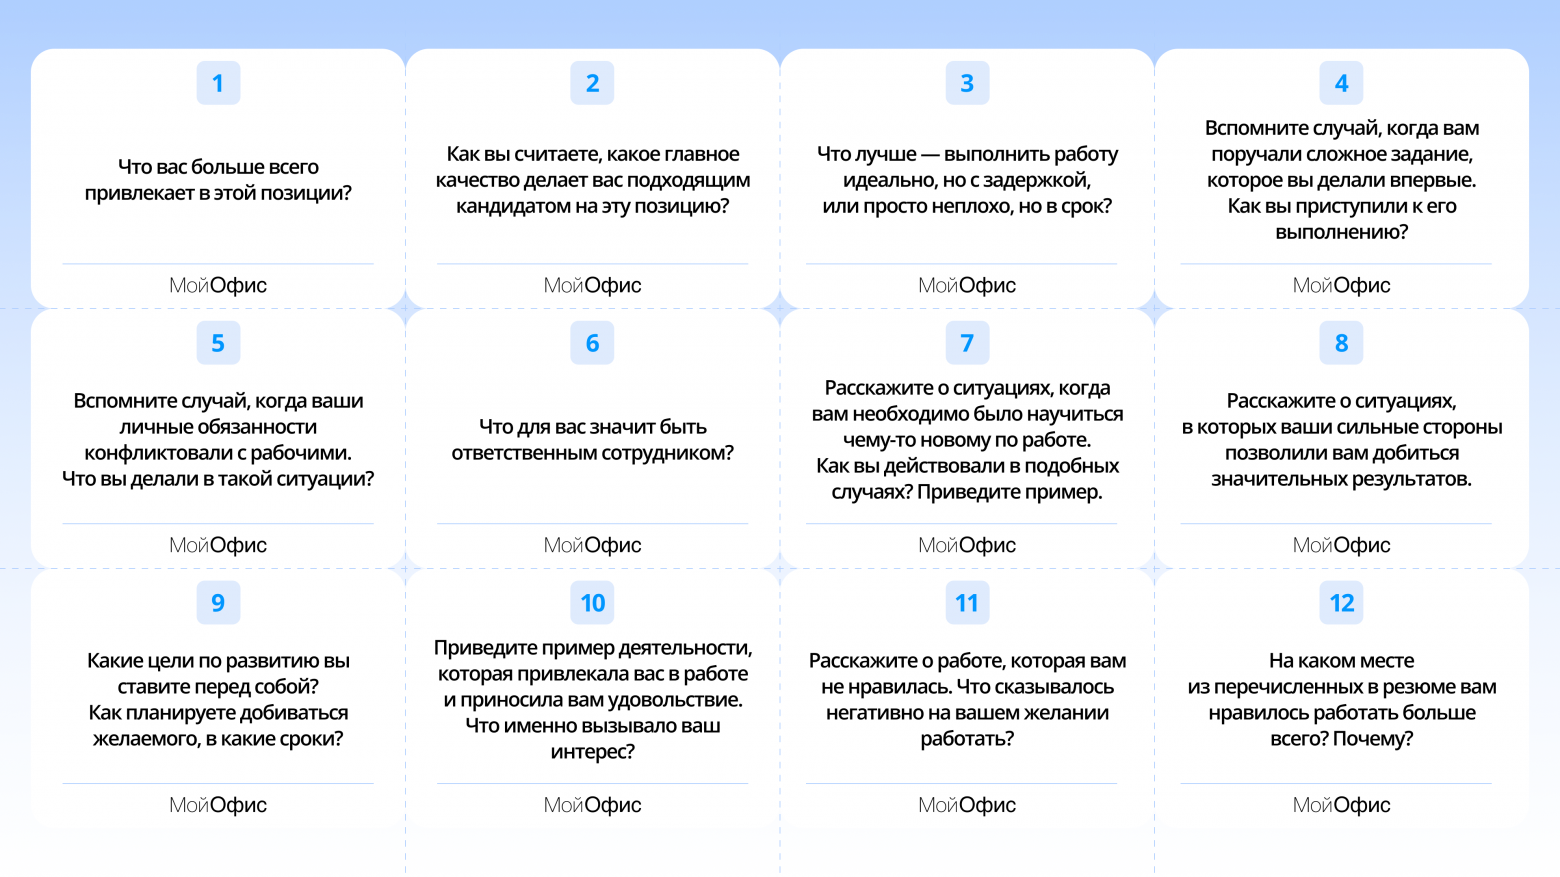 1
Что вас больше всего
привлекает в этой позиции?
МойОфис
2
Как вы считаете, какое главное
качество делает вас подходящим
кандидатом на эту позицию?
МойОфис
3
Что лучше — выполнить работу
идеально, но с задержкой,
или просто неплохо, но в срок?
МойОфис
4
Вспомните случай, когда вам
поручали сложное задание,
которое вы делали впервые.
Как вы приступили к его
выполнению?
МойОфис
5
Вспомните случай, когда ваши
личные обязанности
конфликтовали с рабочими.
Что вы делали в такой ситуации?
МойОфис
6
Что для вас значит быть
ответственным сотрудником?
МойОфис
7
Расскажите о ситуациях, когда
вам необходимо было научиться
чему-то новому по работе.
Как вы действовали в подобных
случаях? Приведите пример.
МойОфис
8
Расскажите о ситуациях,
в которых ваши сильные стороны
позволили вам добиться
значительных результатов.
МойОфис
9
Какие цели по развитию вы
ставите перед собой?
Как планируете добиваться
желаемого, в какие сроки?
МойОфис
10
Приведите пример деятельности,
которая привлекала вас в работе
и приносила вам удовольствие.
Что именно вызывало ваш
интерес?
МойОфис
11
Расскажите о работе, которая вам
не нравилась. Что сказывалось
негативно на вашем желании
работать?
МойОфис
12
На каком месте
из перечисленных в резюме вам
нравилось работать больше
всего? Почему?
МойОфис